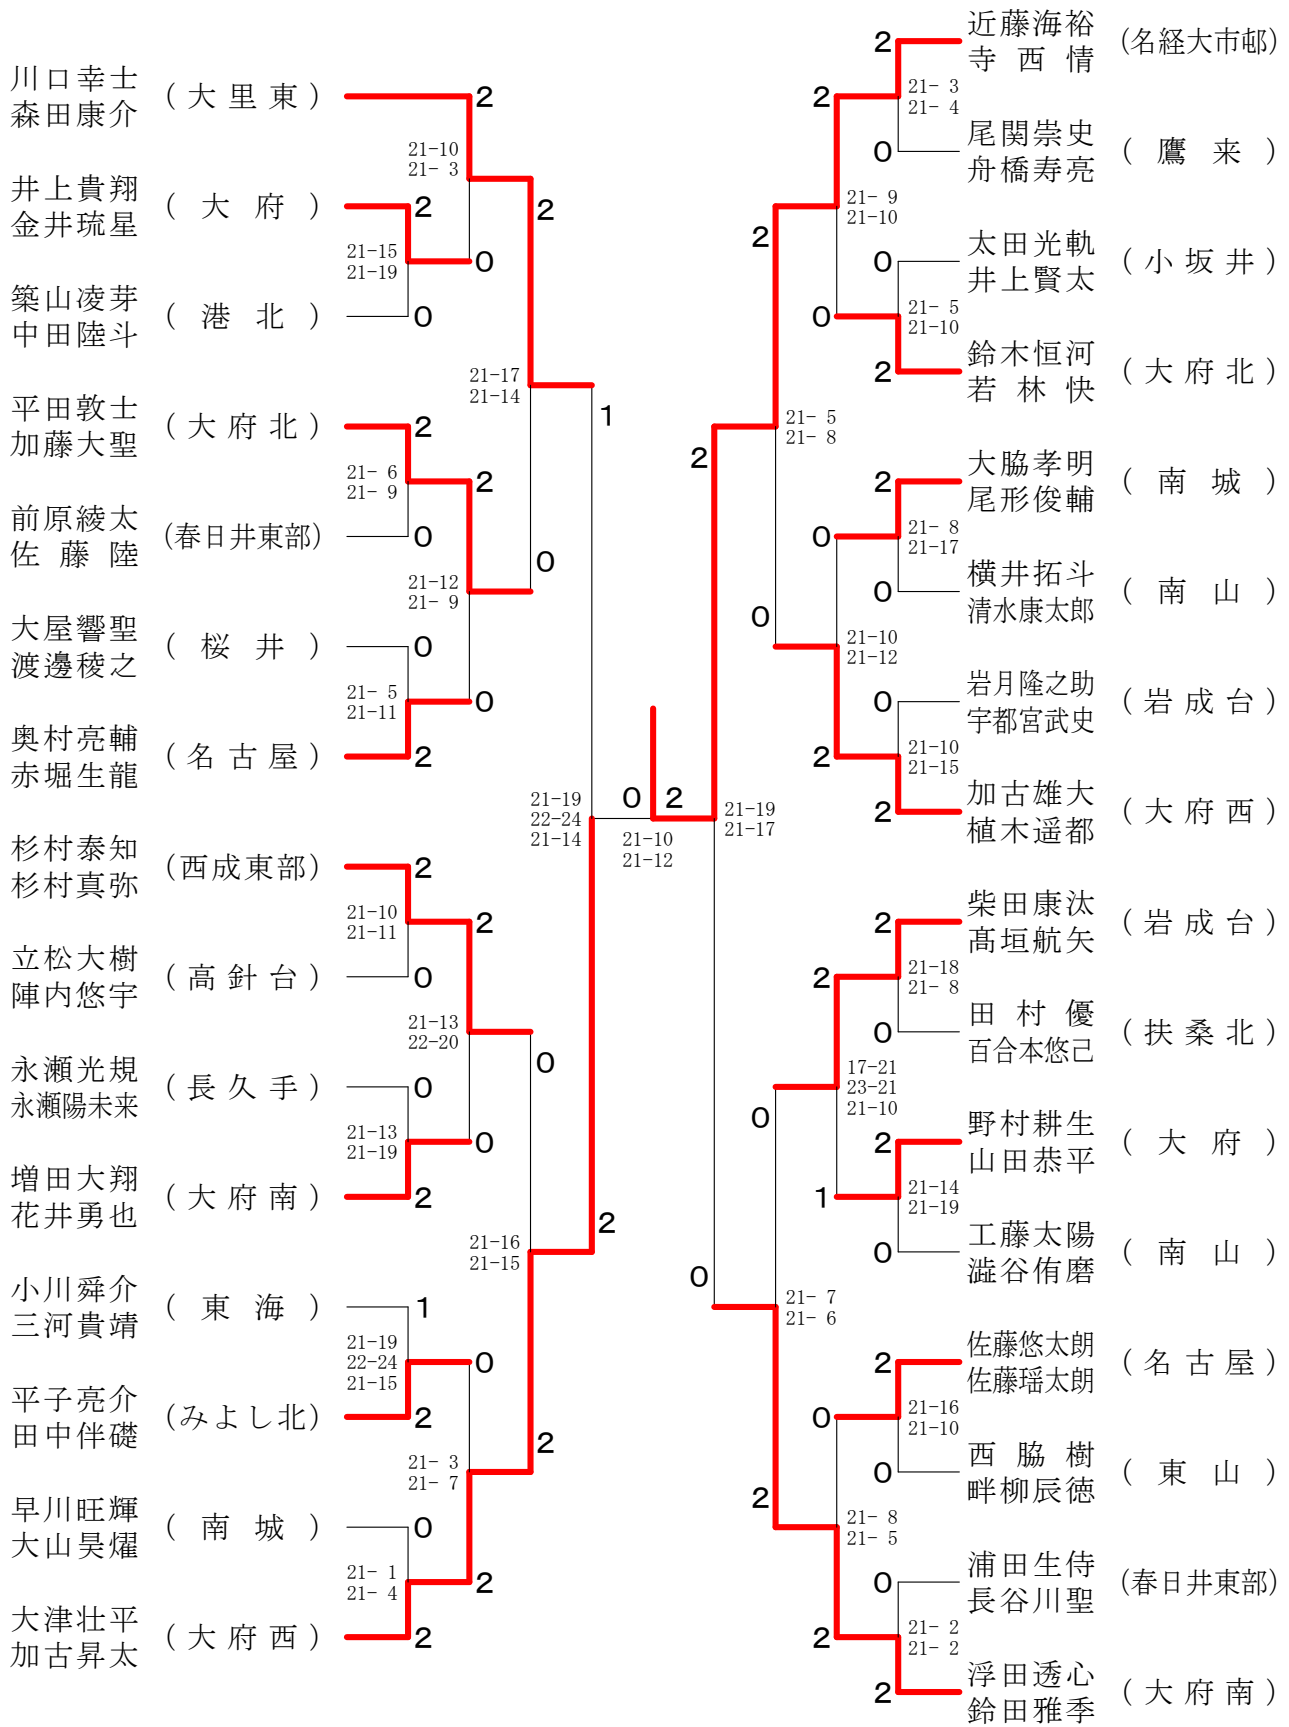 川口幸士
森田康介
(大里東)
2
21-10
21- 3
井上貴翔
金井琉星
(大府)
2
2
21-15
21-19
0
築山凌芽
中田陸斗
(港北)
0
21-17
21-14
1
平田敦士
加藤大聖
(大府北)
2
21- 6
21- 9
2
前原綾太
佐藤陸
(春日井東部)
0
0
21-12
21- 9
大屋響聖
渡邊稜之
(桜井)
0
21- 5
21-11
0
奥村亮輔
赤堀生龍
(名古屋)
2
21-19
22-24
21-14
0
2
21-10
21-12
杉村泰知
杉村真弥
(西成東部)
2
21-10
21-11
2
立松大樹
陣内悠宇
(高針台)
0
21-13
22-20
0
永瀬光規
永瀬陽未来
(長久手)
0
21-13
21-19
0
増田大翔
花井勇也
(大府南)
2
2
21-16
21-15
小川舜介
三河貴靖
(東海)
1
21-19
22-24
21-15
0
平子亮介
田中伴礎
(みよし北)
2
2
21- 3
21- 7
早川旺輝
大山昊燿
(南城)
0
21- 1
21- 4
2
大津壮平
加古昇太
(大府西)
2
近藤海裕
寺西情
(名経大市邨)
2
2
21- 3
21- 4
尾関崇史
舟橋寿亮
(鷹来)
0
21- 9
21-10
2
太田光軌
井上賢太
(小坂井)
0
21- 5
21-10
0
鈴木恒河
若林快
(大府北)
2
21- 5
21- 8
2
大脇孝明
尾形俊輔
(南城)
2
21- 8
21-17
0
横井拓斗
清水康太郎
(南山)
0
0
21-10
21-12
岩月隆之助
宇都宮武史
(岩成台)
0
21-10
21-15
2
加古雄大
植木遥都
(大府西)
2
21-19
21-17
柴田康汰
髙垣航矢
(岩成台)
2
21-18
21- 8
2
田村優
百合本悠己
(扶桑北)
0
17-21
23-21
21-10
0
野村耕生
山田恭平
(大府)
2
21-14
21-19
1
工藤太陽
澁谷侑磨
(南山)
0
0
21- 7
21- 6
佐藤悠太朗
佐藤瑶太朗
(名古屋)
2
21-16
21-10
0
西脇樹
畔柳辰徳
(東山)
0
2
21- 8
21- 5
浦田生侍
長谷川聖
(春日井東部)
0
21- 2
21- 2
2
浮田透心
鈴田雅季
(大府南)
2